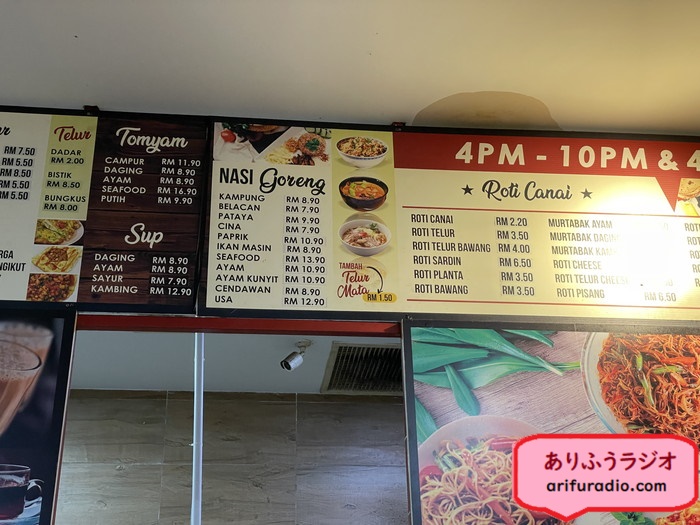 RM 7.50
RM 5.50
RM 5.50
RM 8.50
RM 5.50
Telur
DADAR
RM 2.00
BISTIK
RM 8.50
BUNGKUS
RM 8.00
Tomyam
CAMPUR RM 11.90
DAGING RM 8.90
AYAM RM 8.90
SEAFOOD RM 16.90
PUTIH RM 9.90
Sup
DAGING RM 8.90
AYAM RM 8.90
SAYUR RM 7.90
KAMBING RM 12.90
NASI Goreng
KAMPUNG RM 8.90
BELACAN RM 7.90
PATAYA RM 9.90
CINA RM 7.90
PAPRIK RM 10.90
IKAN MASIN RM 8.90
SEAFOOD RM 13.90
AYAM RM 10.90
AYAM KUNYIT RM 10.90
CENDAWAN RM 8.90
USA RM 12.90
TAMBAH
Telur
Mata
RM 1.50
4PM - 10PM & 4
Roti Canai
ROTI CANAI RM 2.20
ROTI TELUR RM 3.50
ROTI TELUR BAWANG RM 4.00
ROTI SARDIN RM 6.50
ROTI PLANTA RM 3.50
ROTI BAWANG RM 3.50
MURTABAK AYAM
MURTABAK
MURTABAK
ROTI CHEESE
ROTI TELUR
ROTI PISANG RM 6.50
ありふうラジオ
arifuradio.com